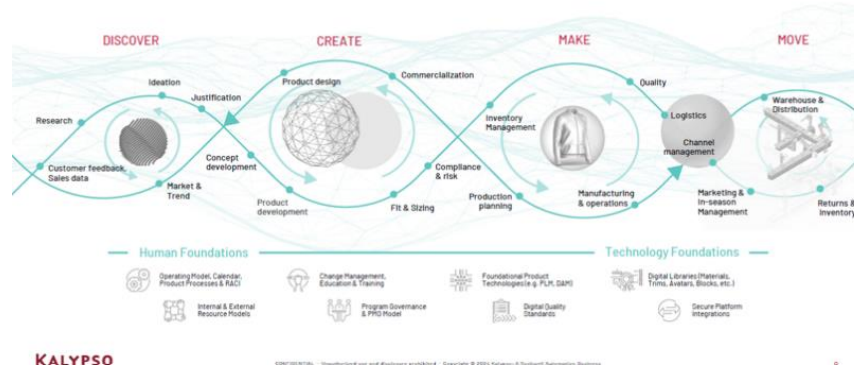 DISCOVER
CREATE
MAKE
MOVE
Ideation
Justification
Research
Customer feedback,
Sales data
Market &
Trend
Product design
Commercialization
Concept
development
Product
development
Compliance
& risk
Fit & Sizing
Inventory
Management
Quality
Production
planning
Manufacturing
& operations
Logistics
Channel
management
Warehouse &
Distribution
Marketing &
In-season
Management
Returns &
Inventory
Human Foundations
Technology Foundations
Operating Model, Calendar,
Product Processes & RACI
Change Management,
Education & Training
Foundational Product
Technologies (e.g. PLM, DAM)
Digital Libraries (Materials,
Trims, Avatars, Blocks, etc.)
Internal & External
Resource Models
Program Governance
& PMO Model
Digital Quality
Standards
Secure Platform
Integrations
KALYPSO